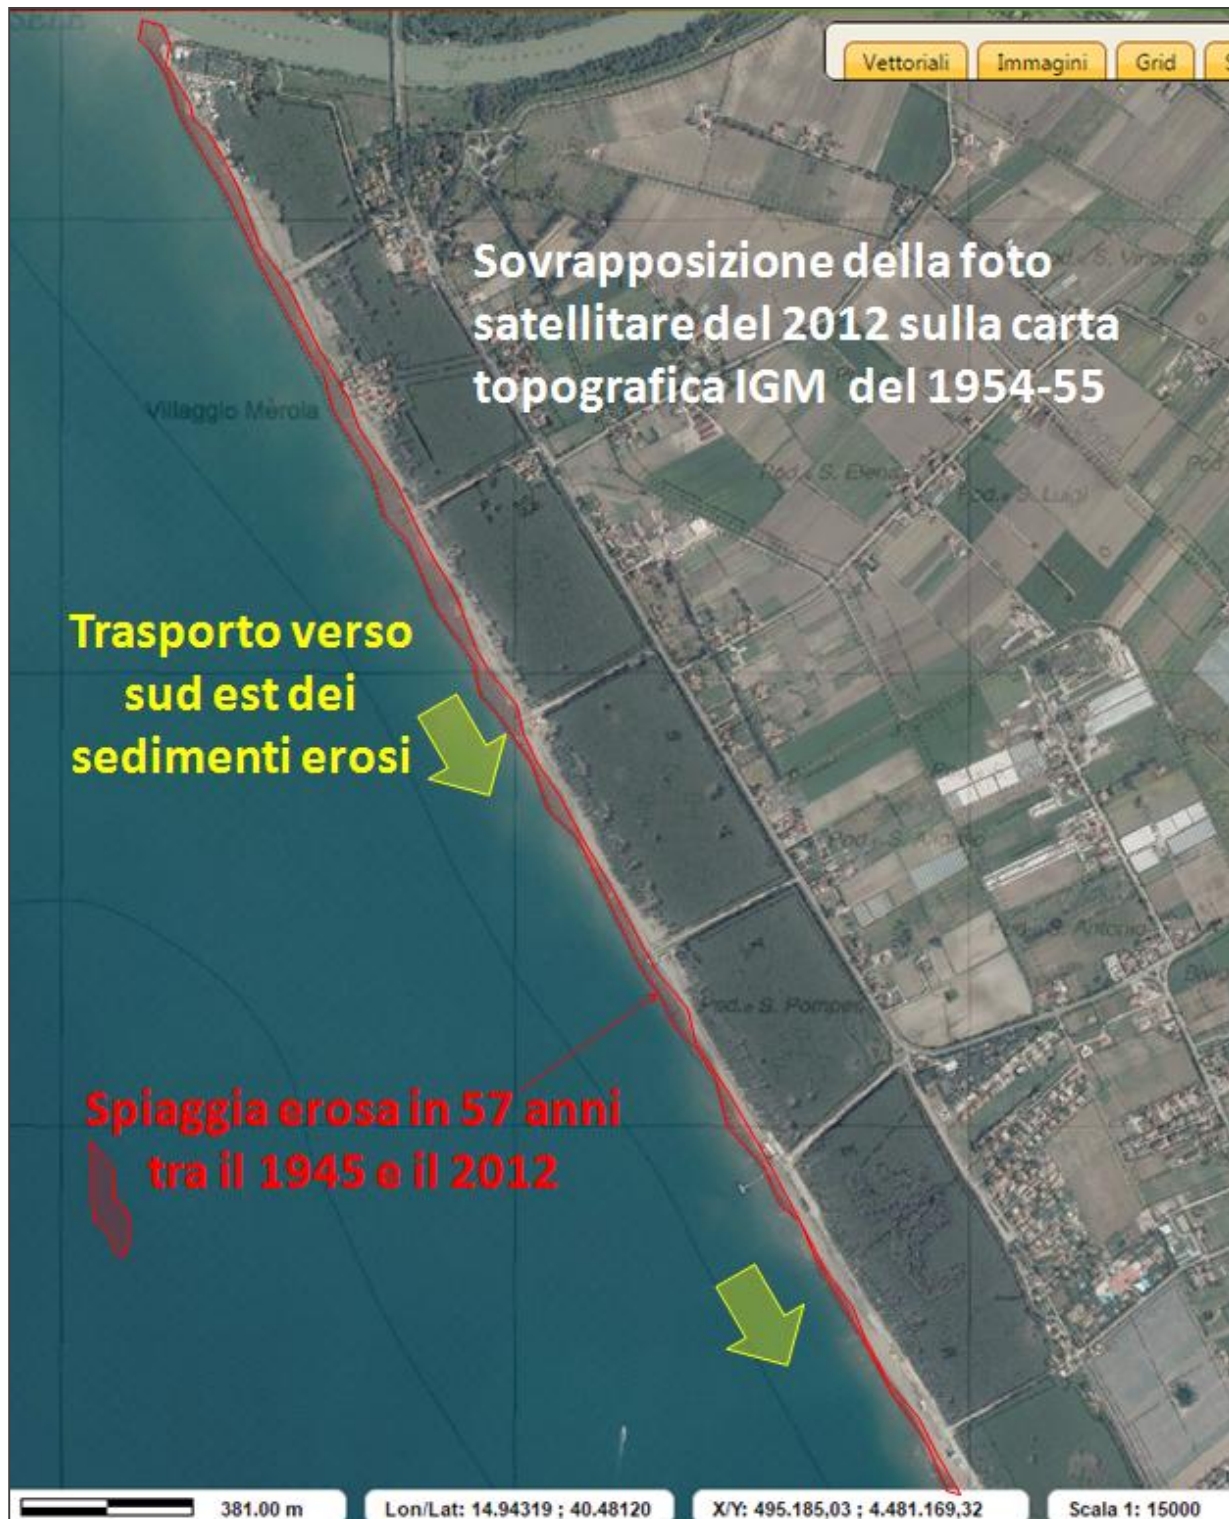 SELE
Vettoriali
Immagini
Grid
S
Sovrapposizione della foto
satellitare del 2012 sulla carta
topografica IGM del 1954-55
Villaggio Merola
Pod. S. Elena
Pod. S. Luigi
Trasporto verso
sud est dei
sedimenti erosi
Pod. S. Antonio
Pod.e S. Pompeo
Spiaggia erosa in 57 anni
tra il 1945 e il 2012
381.00 m
Lon/Lat: 14.94319 ; 40.48120
X/Y: 495.185,03 ; 4.481.169,32
Scala 1: 15000